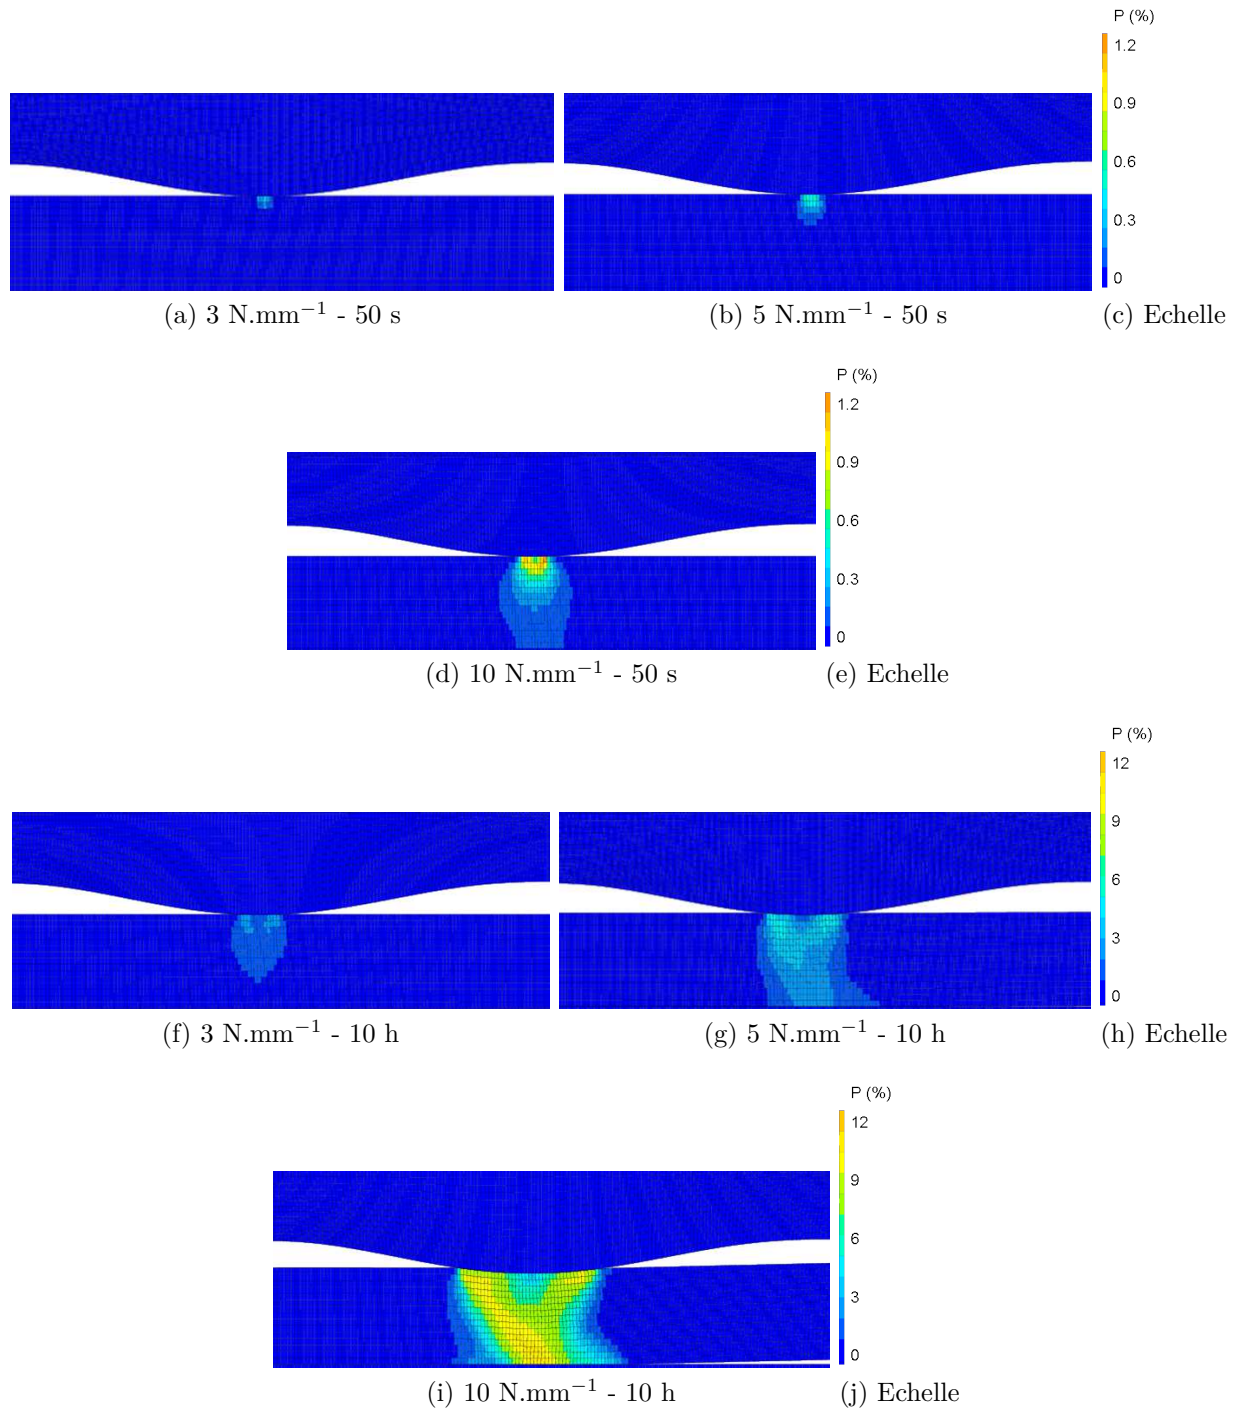 P (%)
1.2
0.9
0.6
0.3
0
(a) 3 N.mm⁻¹ - 50 s
(b) 5 N.mm⁻¹ - 50 s
(c) Echelle
P (%)
1.2
0.9
0.6
0.3
0
(d) 10 N.mm⁻¹ - 50 s
(e) Echelle
P (%)
12
9
6
3
0
(f) 3 N.mm⁻¹ - 10 h
(g) 5 N.mm⁻¹ - 10 h
(h) Echelle
P (%)
12
9
6
3
0
(i) 10 N.mm⁻¹ - 10 h
(j) Echelle